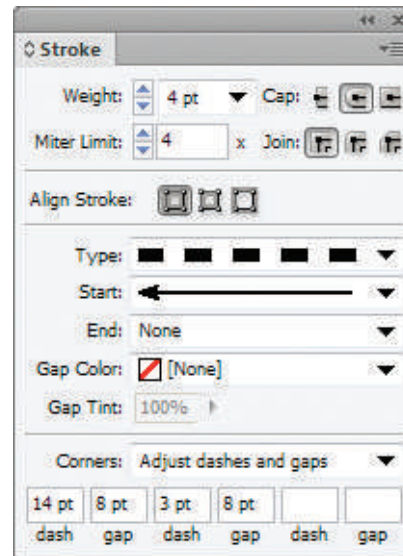 Stroke
Weight: 4 pt Cap:
Miter Limit: 4 x Join:
Align Stroke:
Type:
Start:
End: None
Gap Color: [None]
Gap Tint: 100%
Corners: Adjust dashes and gaps
14 pt 8 pt 3 pt 8 pt
dash gap dash gap dash gap